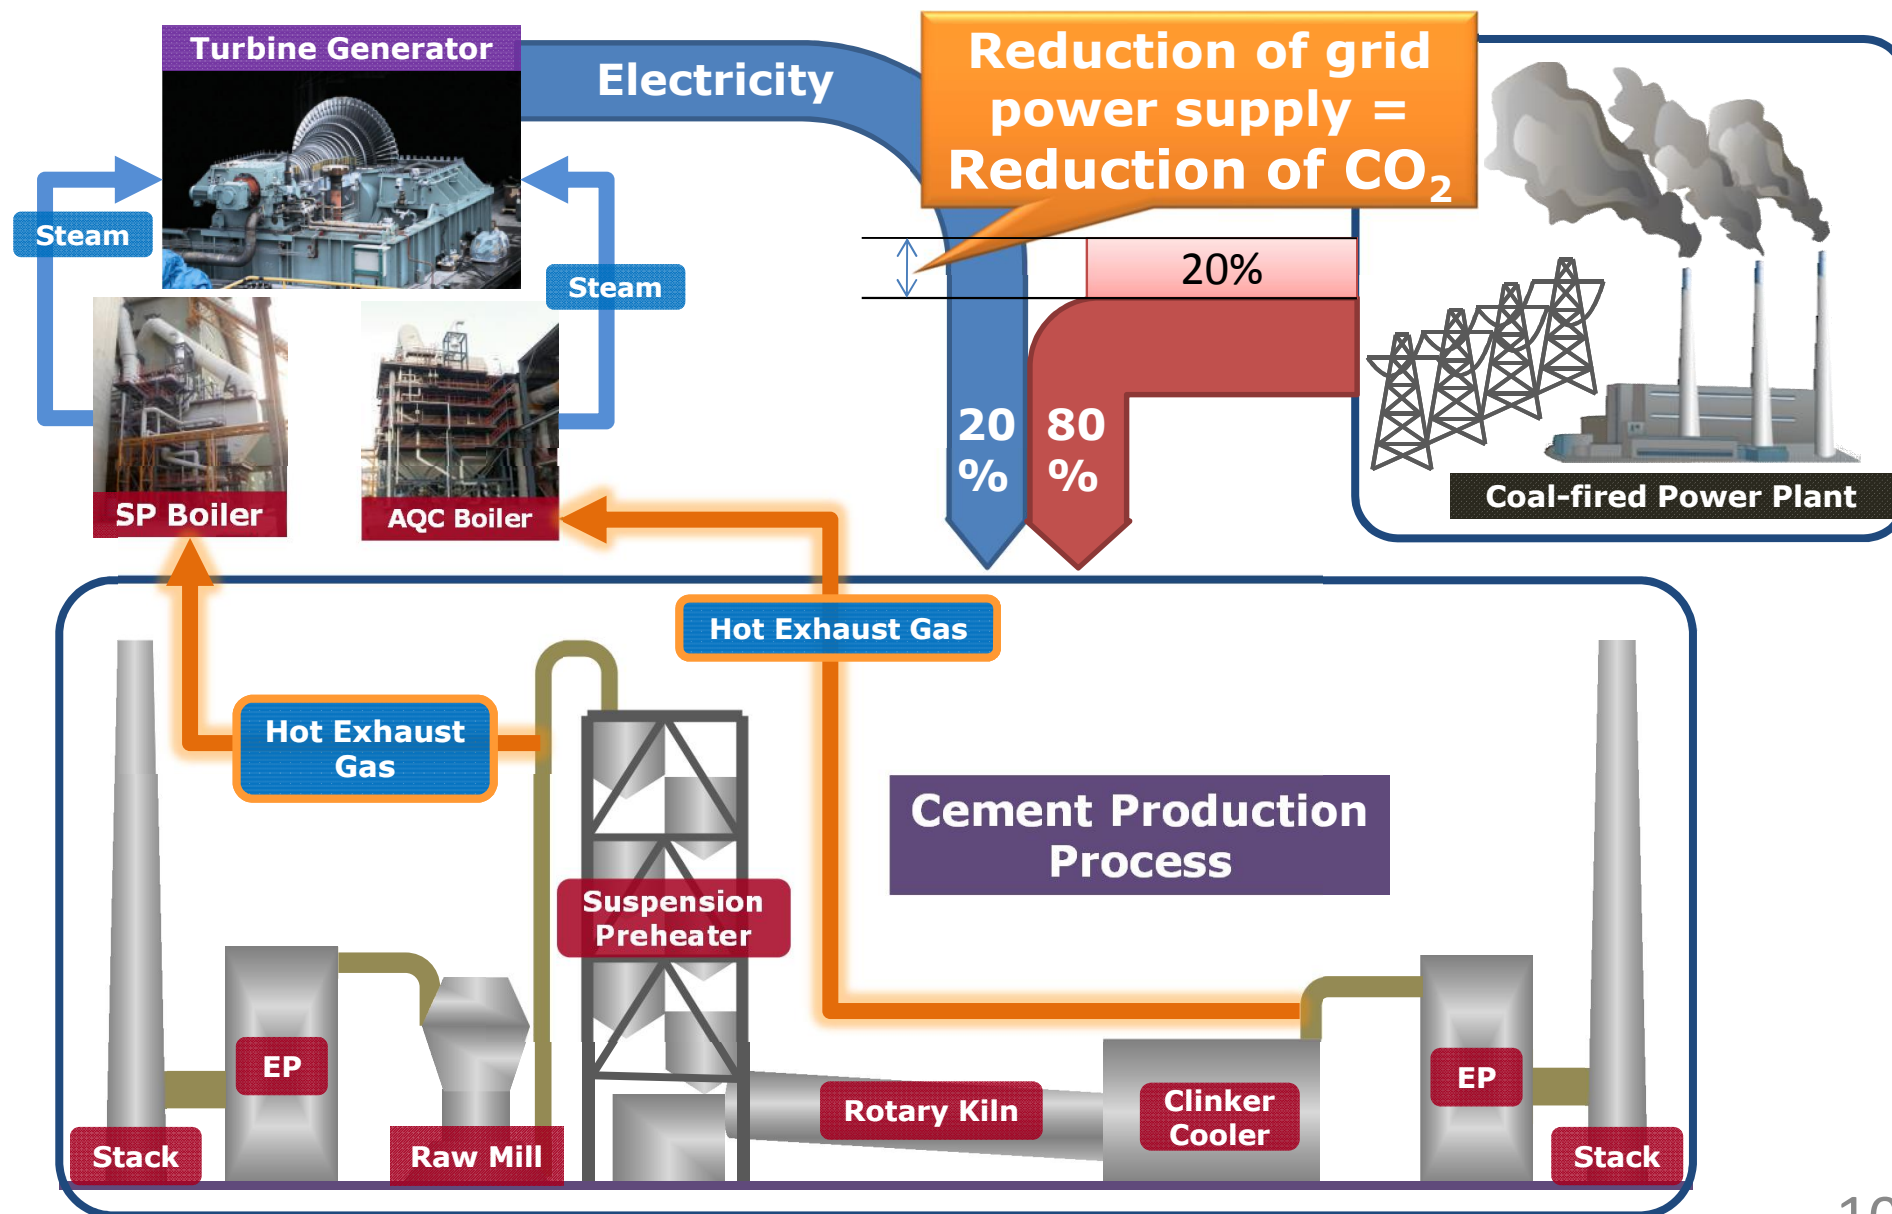 Turbine Generator
Electricity
Reduction of grid
power supply =
Reduction of CO₂
Steam
Steam
20%
20
%
80
%
SP Boiler
AQC Boiler
Coal-fired Power Plant
Hot Exhaust Gas
Hot Exhaust
Gas
Cement Production
Process
Suspension
Preheater
EP
Stack
Raw Mill
Rotary Kiln
Clinker
Cooler
EP
Stack
10